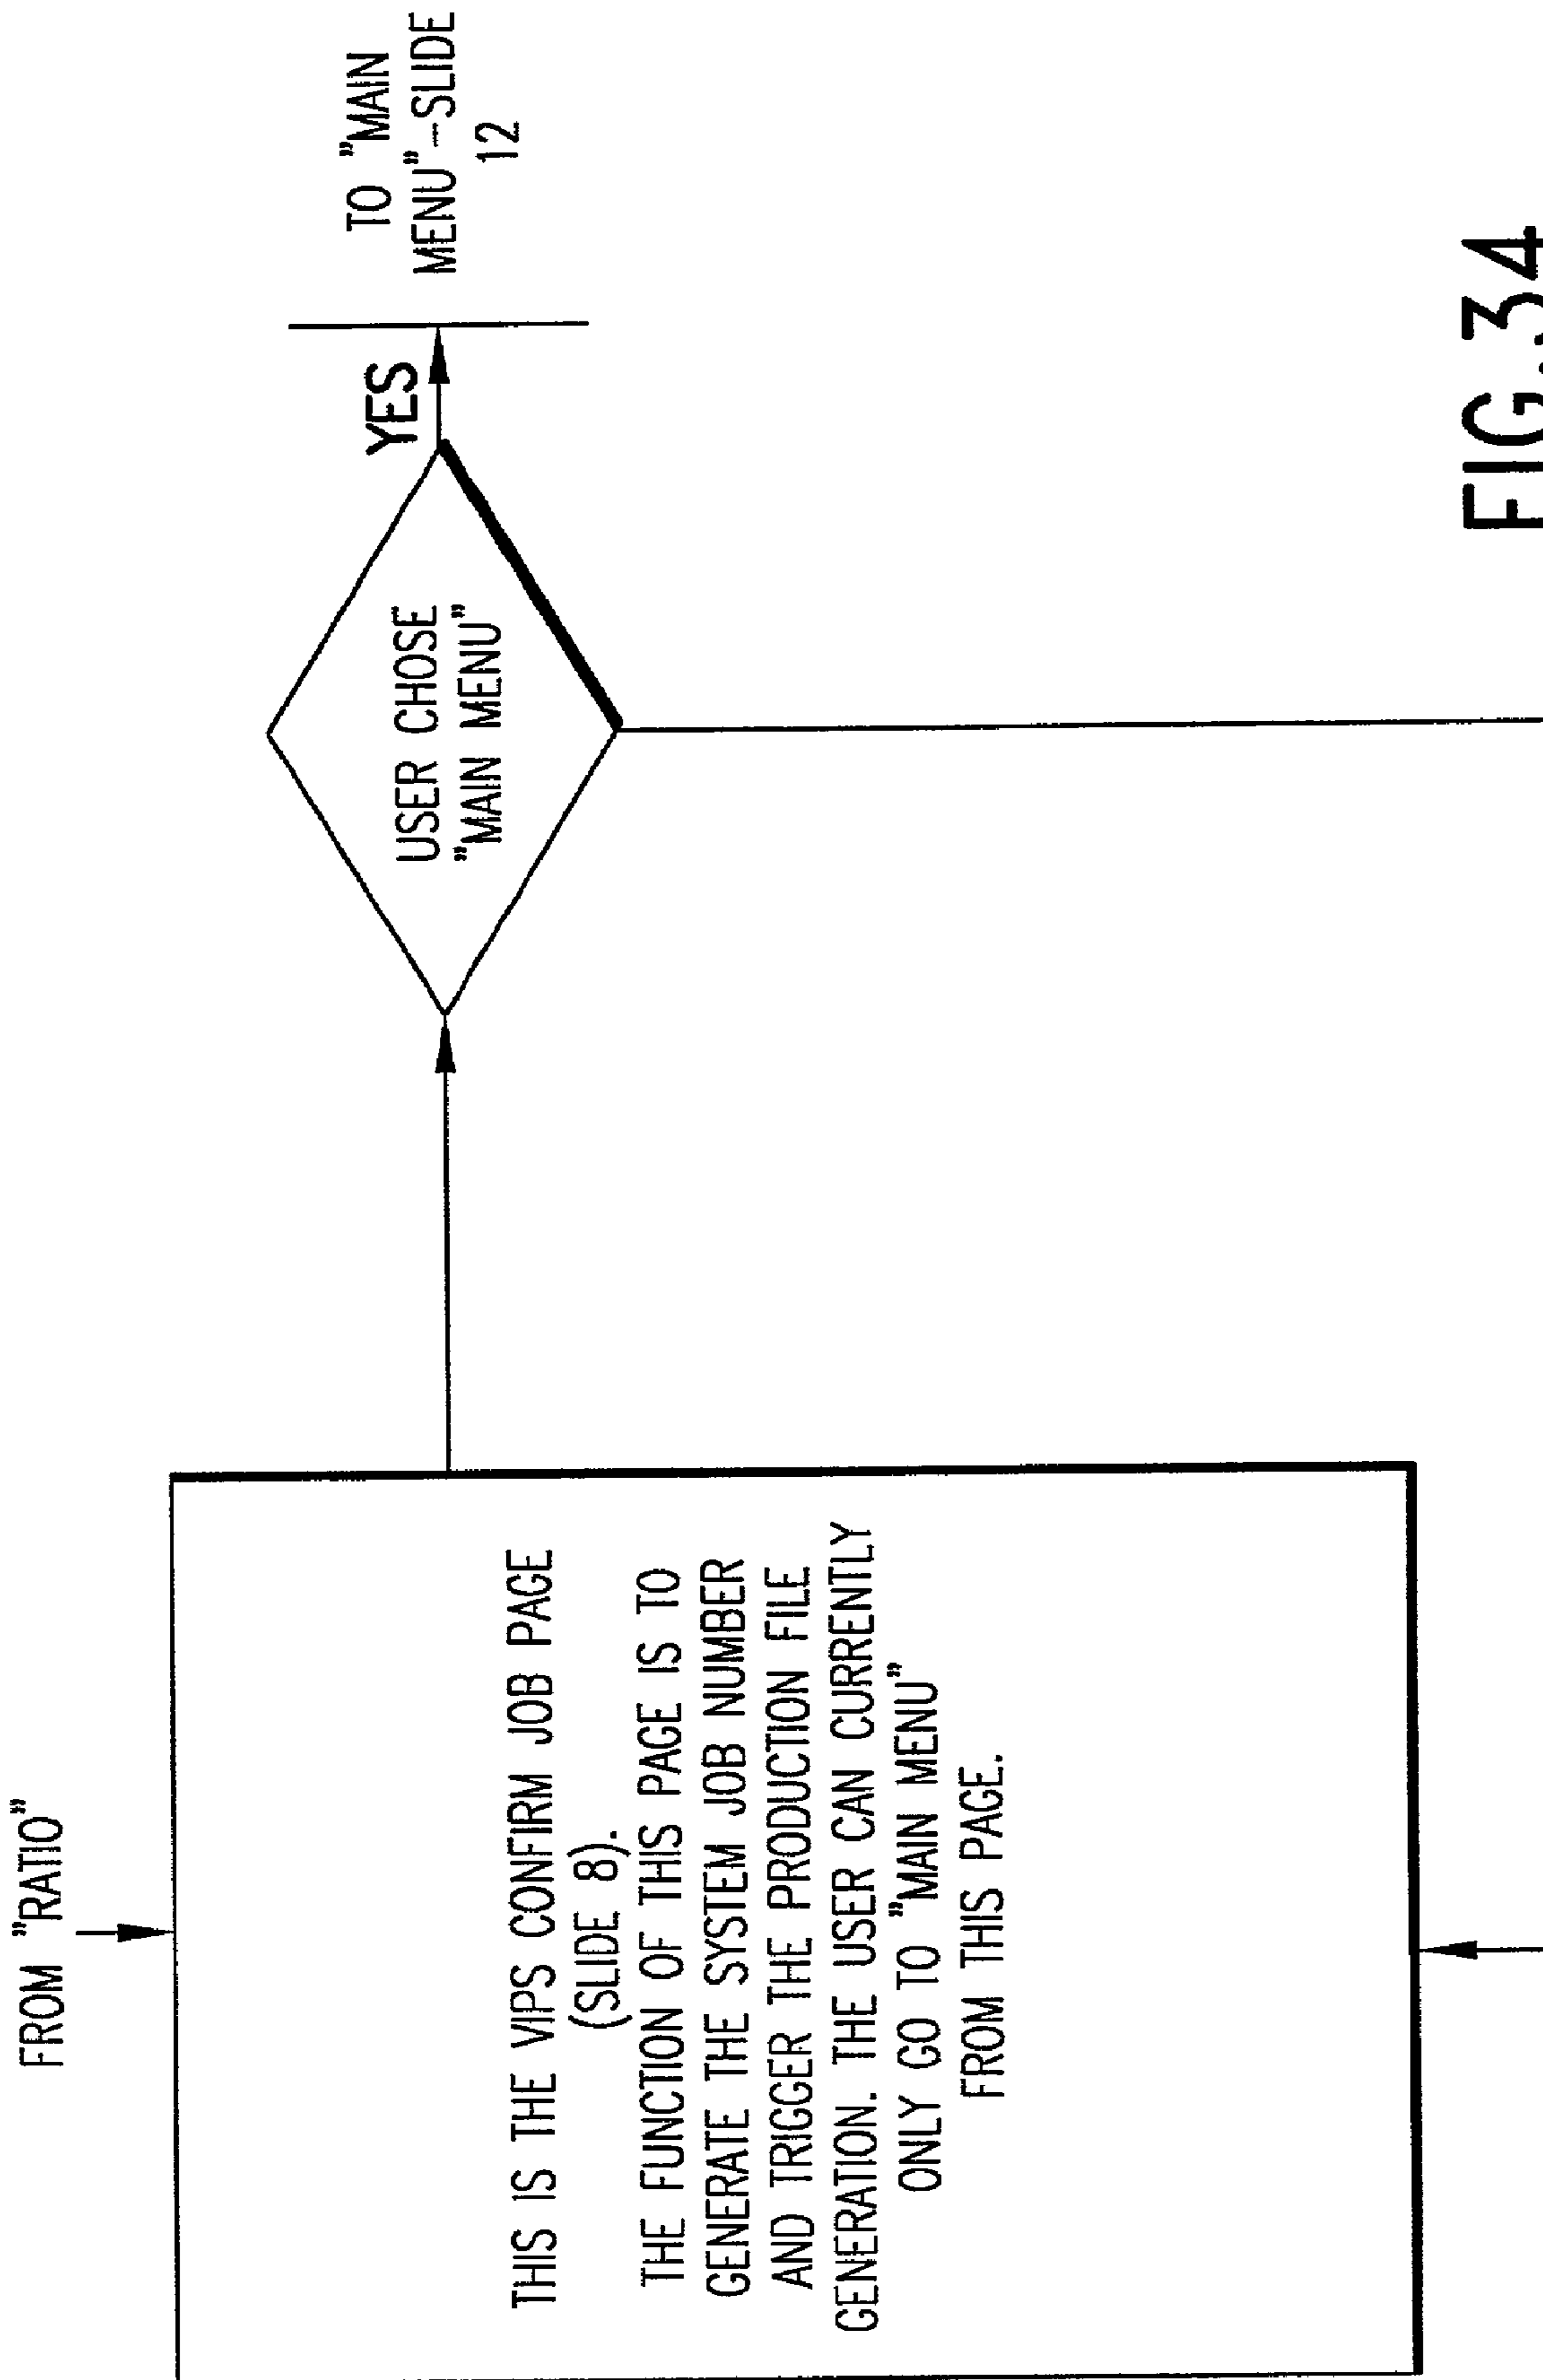 FROM "RATIO"
THIS IS THE VIPS CONFIRM JOB PAGE
(SLIDE 8).
THE FUNCTION OF THIS PAGE IS TO
GENERATE THE SYSTEM JOB NUMBER
AND TRIGGER THE PRODUCTION FILE
GENERATION. THE USER CAN CURRENTLY
ONLY GO TO "MAIN MENU"
FROM THIS PAGE.
USER CHOSE
"MAIN MENU"
YES
TO "MAIN
MENU"-SLIDE
12
FIG.34